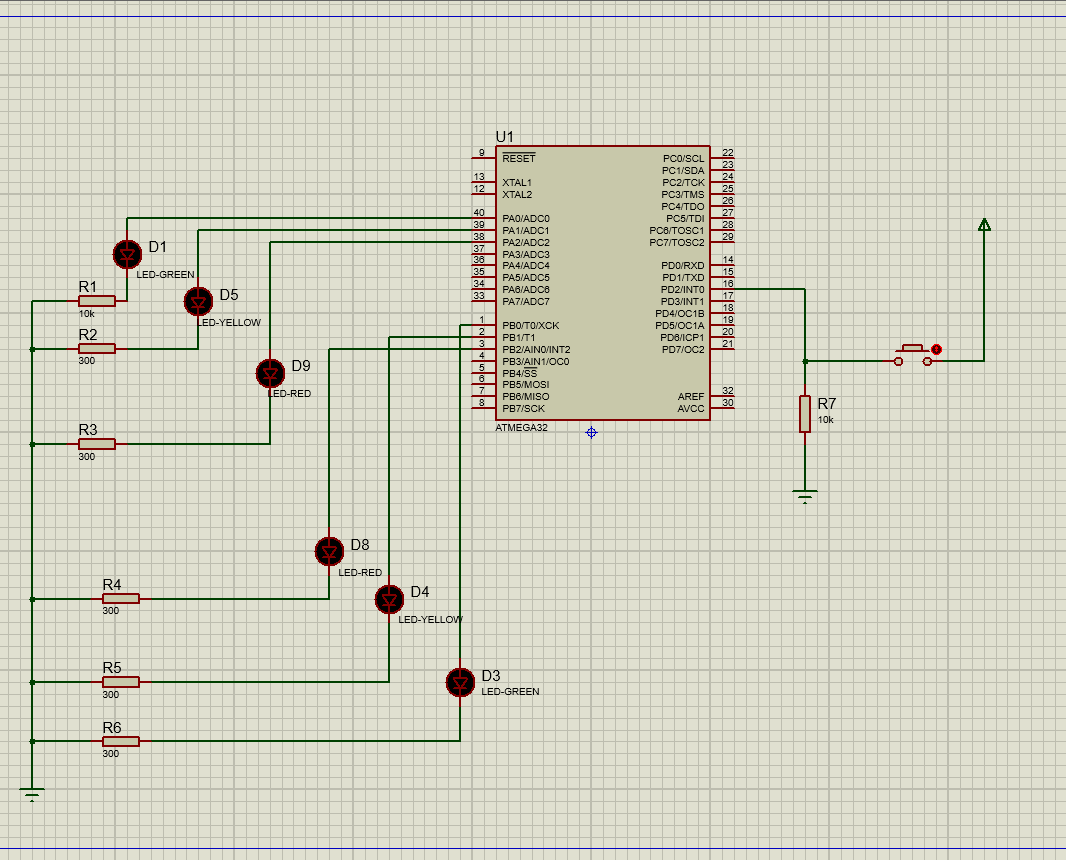 U1
9
RESET
13
XTAL1
12
XTAL2
40
PA0/ADC0
39
PA1/ADC1
38
PA2/ADC2
37
PA3/ADC3
36
PA4/ADC4
35
PA5/ADC5
34
PA6/ADC6
33
PA7/ADC7
1
PB0/T0/XCK
2
PB1/T1
3
PB2/AIN0/INT2
4
PB3/AIN1/OC0
5
PB4/SS
6
PB5/MOSI
7
PB6/MISO
8
PB7/SCK
PC0/SCL
22
PC1/SDA
23
PC2/TCK
24
PC3/TMS
25
PC4/TDO
26
PC5/TDI
27
PC6/TOSC1
28
PC7/TOSC2
29
PD0/RXD
14
PD1/TXD
15
PD2/INT0
16
PD3/INT1
17
PD4/OC1B
18
PD5/OC1A
19
PD6/ICP1
20
PD7/OC2
21
AREF
32
AVCC
30
ATMEGA32
D1
LED-GREEN
R1
10k
D5
LED-YELLOW
R2
300
D9
LED-RED
R3
300
D8
LED-RED
R4
300
D4
LED-YELLOW
R5
300
D3
LED-GREEN
R6
300
R7
10k